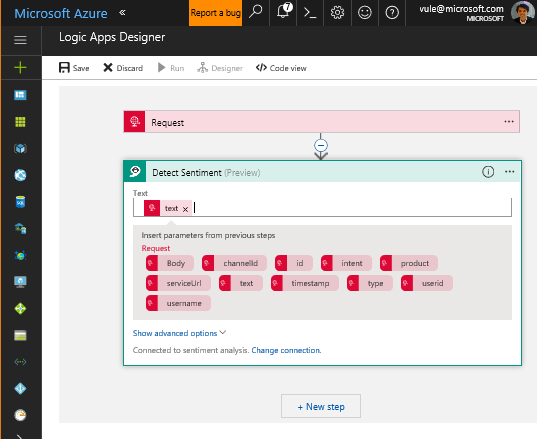 Microsoft Azure «
Report a bug
7
vule@microsoft.com
MICROSOFT
Logic Apps Designer
Save
Discard
Run
Designer
Code view
Request
Detect Sentiment (Preview)
Text
text x
Insert parameters from previous steps
Request
Body channelId id intent product
serviceUrl text timestamp type userid
username
Show advanced options
Connected to sentiment analysis. Change connection.
+ New step